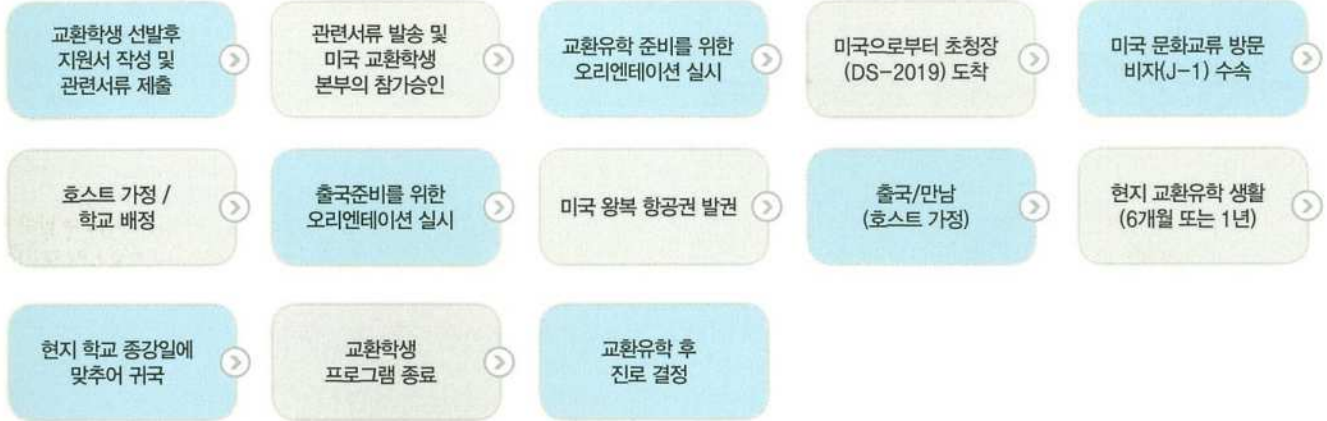 교환학생 선발후
지원서 작성 및
관련서류 제출
관련서류 발송 및
미국 교환학생
본부의 참가승인
교환유학 준비를 위한
오리엔테이션 실시
미국으로부터 초청장
(DS-2019) 도착
미국 문화교류 방문
비자(J-1) 수속
호스트 가정 /
학교 배정
출국준비를 위한
오리엔테이션 실시
미국 왕복 항공권 발권
출국/만남
(호스트 가정)
현지 교환유학 생활
(6개월 또는 1년)
현지 학교 종강일에
맞추어 귀국
교환학생
프로그램 종료
교환유학 후
진로 결정